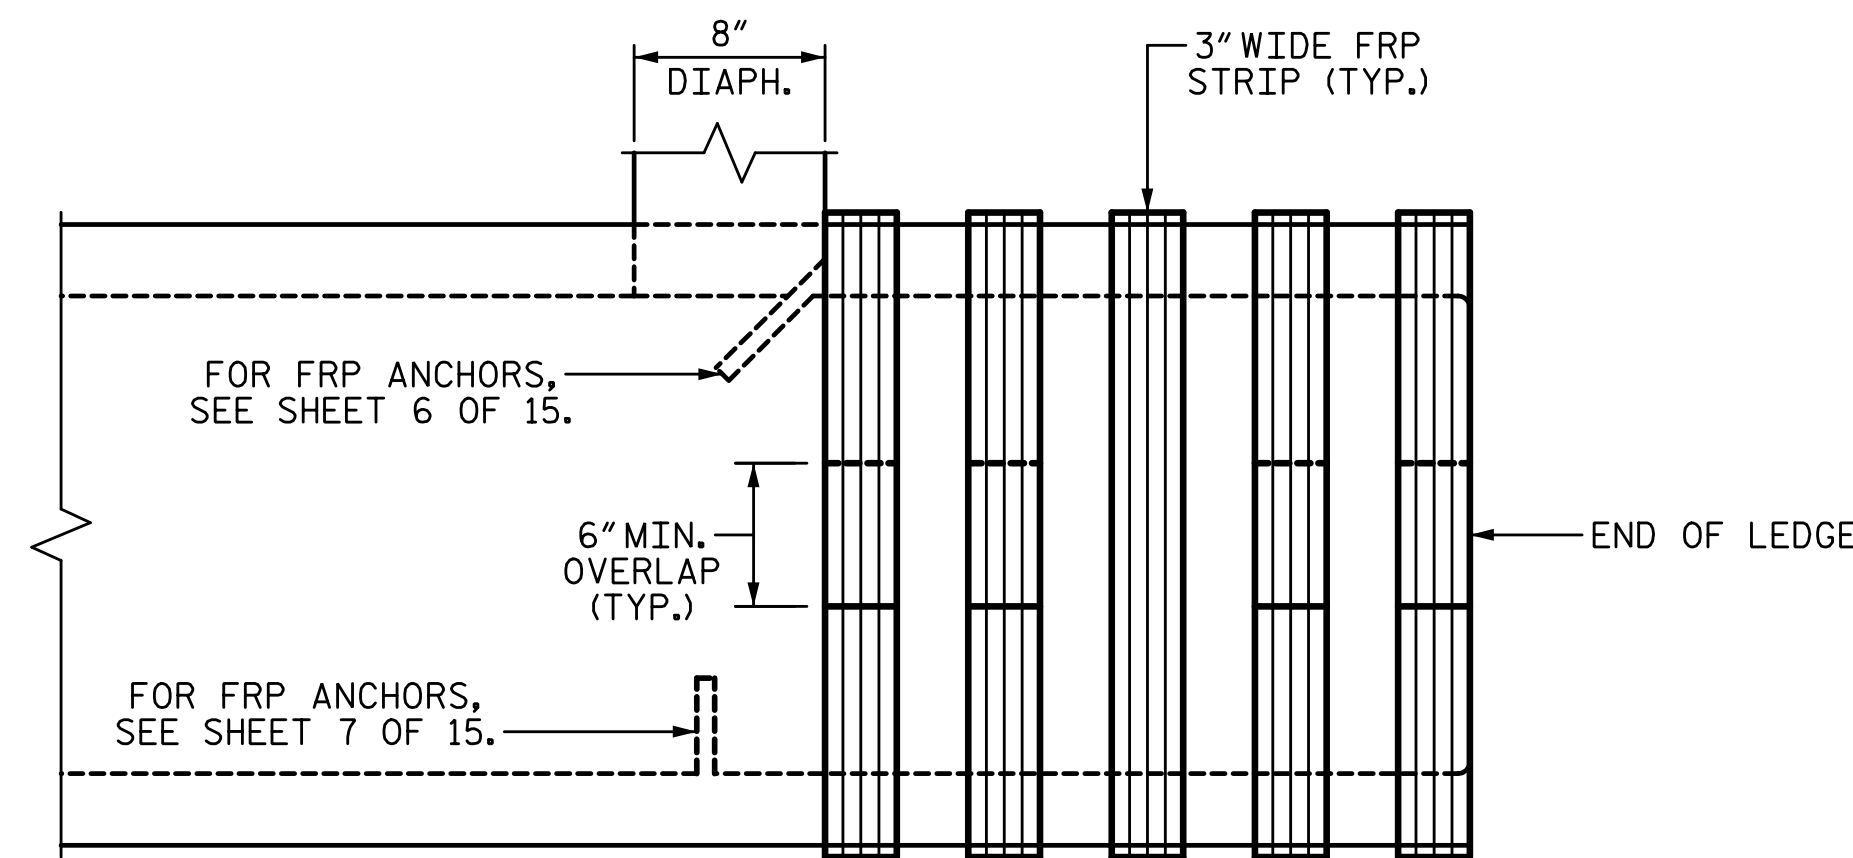 8"
DIAPH.
3" WIDE FRP
STRIP (TYP.)
FOR FRP ANCHORS,
SEE SHEET 6 OF 15.
6" MIN.
OVERLAP
(TYP.)
END OF LEDGE
FOR FRP ANCHORS,
SEE SHEET 7 OF 15.